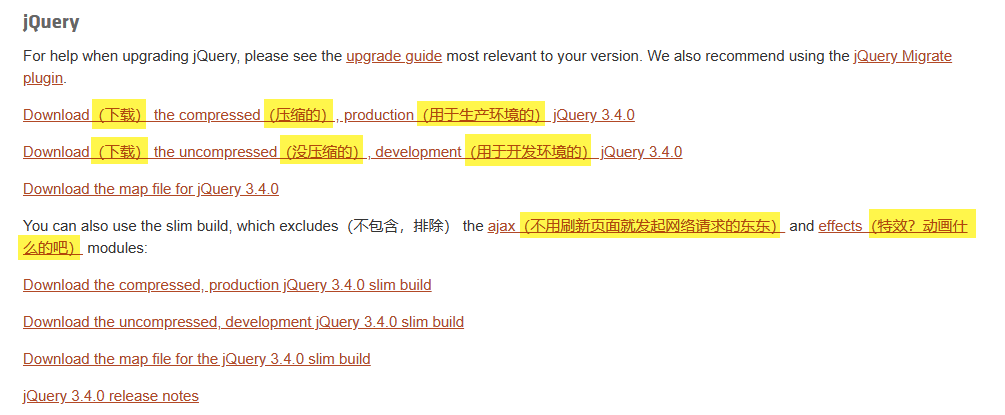 jQuery
For help when upgrading jQuery, please see the upgrade guide most relevant to your version. We also recommend using the jQuery Migrate
plugin.
Download（下载） the compressed（压缩的）, production（用于生产环境的） jQuery 3.4.0
Download（下载） the uncompressed（没压缩的）, development（用于开发环境的） jQuery 3.4.0
Download the map file for jQuery 3.4.0
You can also use the slim build, which excludes（不包含，排除） the ajax（不用刷新页面就发起网络请求的东东） and effects（特效？动画什
么的吧） modules:
Download the compressed, production jQuery 3.4.0 slim build
Download the uncompressed, development jQuery 3.4.0 slim build
Download the map file for the jQuery 3.4.0 slim build
jQuery 3.4.0 release notes